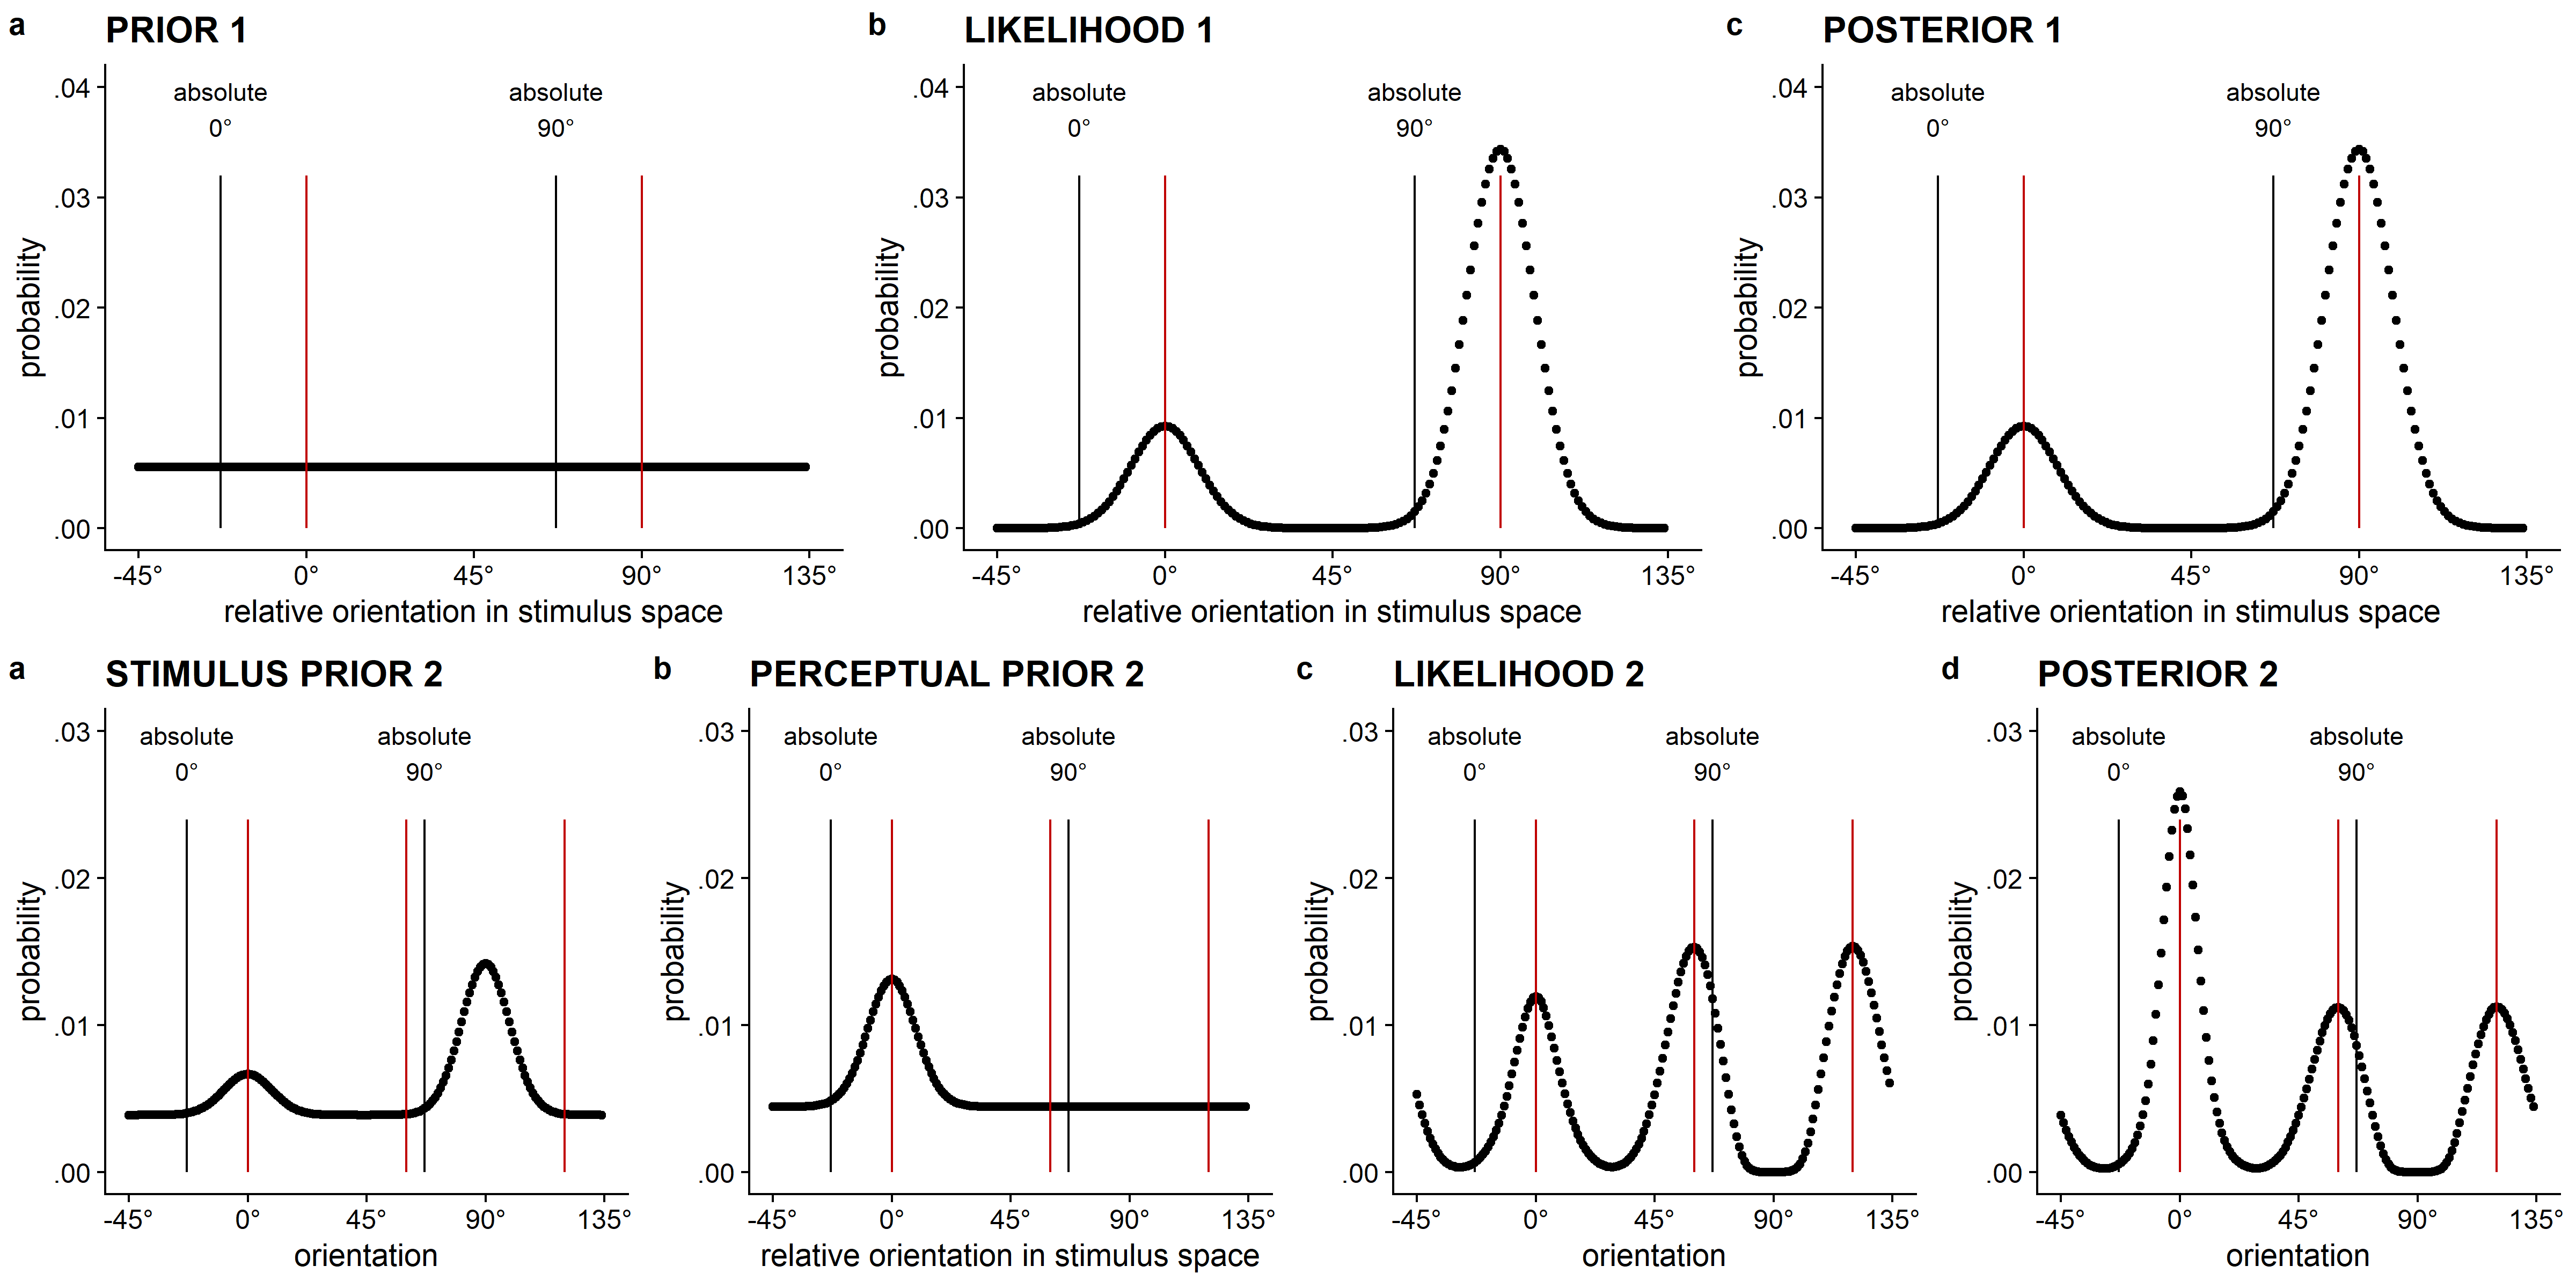 a PRIOR 1
absolute
0°
absolute
90°
.04
.03
.02
.01
.00
probability
-45° 0° 45° 90° 135°
relative orientation in stimulus space
b LIKELIHOOD 1
absolute
0°
absolute
90°
.04
.03
.02
.01
.00
probability
-45° 0° 45° 90° 135°
relative orientation in stimulus space
c POSTERIOR 1
absolute
0°
absolute
90°
.04
.03
.02
.01
.00
probability
-45° 0° 45° 90° 135°
relative orientation in stimulus space
a STIMULUS PRIOR 2
absolute
0°
absolute
90°
.03
.02
.01
.00
probability
-45° 0° 45° 90° 135°
orientation
b PERCEPTUAL PRIOR 2
absolute
0°
absolute
90°
.03
.02
.01
.00
probability
-45° 0° 45° 90° 135°
relative orientation in stimulus space
c LIKELIHOOD 2
absolute
0°
absolute
90°
.03
.02
.01
.00
probability
-45° 0° 45° 90° 135°
orientation
d POSTERIOR 2
absolute
0°
absolute
90°
.03
.02
.01
.00
probability
-45° 0° 45° 90° 135°
orientation